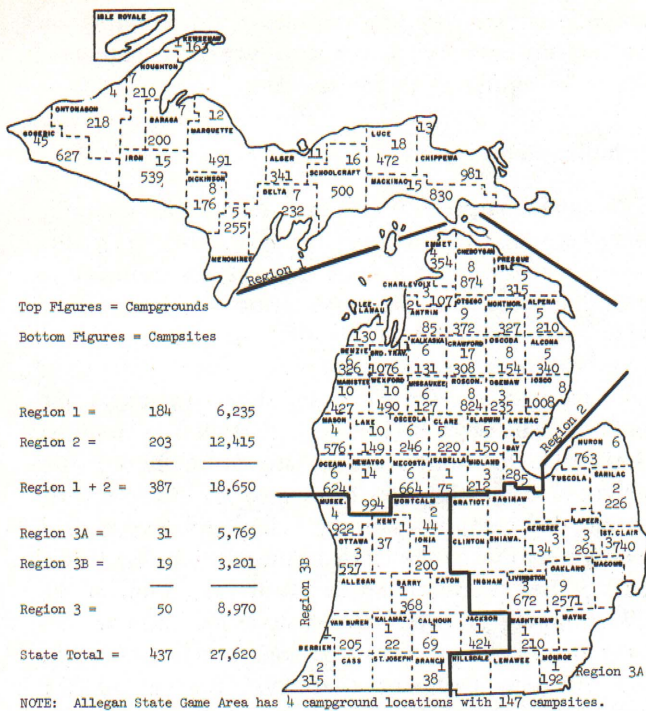 ISLE ROYALE
KEWEENAW
1
163
HOUGHTON
7
210
ONTONAGON
4
218
GOGEBIC
45
627
BARAGA
7
200
MARQUETTE
12
491
IRON
15
539
DICKINSON
8
176
MENOMINEE
5
255
ALGER
11
341
DELTA
7
232
SCHOOLCRAFT
16
500
LUCE
18
472
CHIPPEWA
13
981
MACKINAC
15
830
Region 1
EMMET
4
354
CHEBOYGAN
8
874
PRESQUE
ISLE
5
315
CHARLEVOIX
3
107
LEE-
LANAU
1
130
ANTRIM
2
85
OTSEGO
9
372
MONTMOR.
7
327
ALPENA
5
210
BENZIE
6
326
GRD. TRAV.
1
1076
KALKASKA
6
131
CRAWFORD
17
308
OSCODA
8
154
ALCONA
5
340
MANISTEE
10
427
WEXFORD
10
490
MISSAUKEE
6
127
ROSCOM.
8
824
OGEMAW
3
235
IOSCO
8
1008
MASON
4
576
LAKE
10
149
OSCEOLA
6
246
CLARE
5
220
GLADWIN
5
150
ARENAC
BAY
1
285
OCEANA
6
624
NEWAYGO
14
994
MECOSTA
6
664
ISABELLA
1
75
MIDLAND
3
212
Region 2
HURON 6
763
TUSCOLA
SANILAC
2
226
MUSKE.
4
922
MONTCALM
2
44
GRATIOT
SAGINAW
KENT
1
37
OTTAWA
3
557
IONIA
1
200
CLINTON
SHIAWA.
GENESEE
3
134
LAPEER
3
261
ST. CLAIR
3
740
MACOMB
OAKLAND
9
2571
ALLEGAN
BARRY
1
368
EATON
INGHAM
LIVINGSTON
3
672
VAN BUREN
1
205
KALAMAZ.
1
22
CALHOUN
1
69
JACKSON
1
424
WASHTENAW
1
210
WAYNE
BERRIEN
2
315
CASS
ST. JOSEPH
BRANCH
1
38
HILLSDALE
LENAWEE
MONROE
1
192
Region 3B
Region 3A
Top Figures = Campgrounds
Bottom Figures = Campsites
Region 1 = 184 6,235
Region 2 = 203 12,415
Region 1 + 2 = 387 18,650
Region 3A = 31 5,769
Region 3B = 19 3,201
Region 3 = 50 8,970
State Total = 437 27,620
NOTE: Allegan State Game Area has 4 campground locations with 147 campsites.